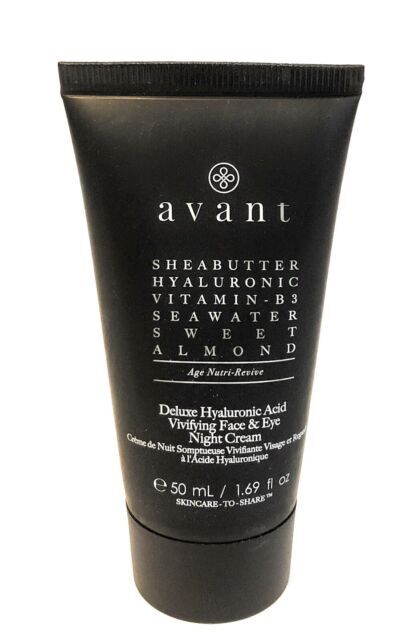 avant
SHEABUTTER
HYALURONIC
VITAMIN-B3
SEAWATER
SWEET
ALMOND
Age Nutri-Revive
Deluxe Hyaluronic Acid
Vivifying Face & Eye
Night Cream
Crème de Nuit Somptueuse Vivifiante Visage et
à l'Acide Hyaluronique
℮ 50 mL / 1.69 fl oz
SKINCARE-TO-SHARE™